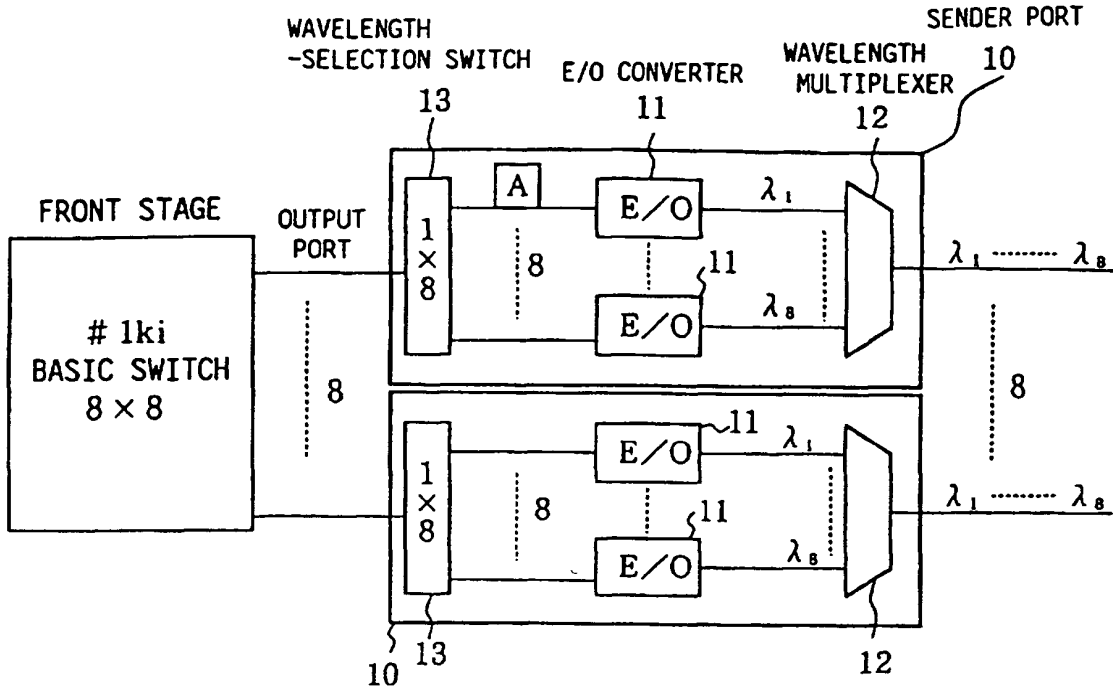 SENDER PORT
10
WAVELENGTH
-SELECTION SWITCH
13
E/O CONVERTER
11
WAVELENGTH
MULTIPLEXER
12
FRONT STAGE
OUTPUT
PORT
# 1ki
BASIC SWITCH
8 × 8
8
1 × 8
A
8
E/O
λ₁
11
E/O
λ₈
λ₁ λ₈
8
1 × 8
8
11
E/O
λ₁
11
E/O
λ₈
λ₁ λ₈
10
13
12